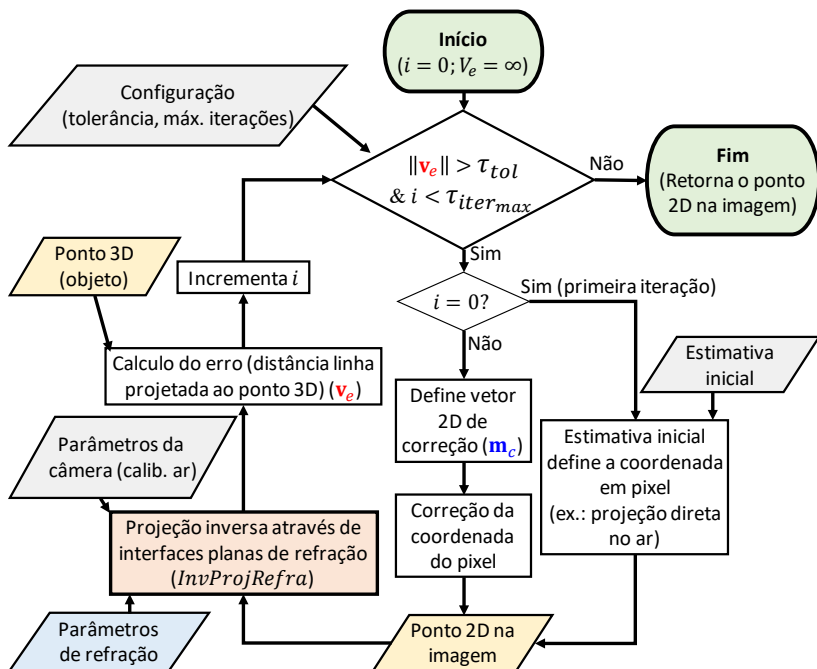 Início
(i = 0; V_e = ∞)
Configuração
(tolerância, máx. iterações)
‖v_e‖ > τ_tol
& i < τ_iter_max
Não
Fim
(Retorna o ponto
2D na imagem)
Sim
Ponto 3D
(objeto)
Incrementa i
i = 0?
Sim (primeira iteração)
Não
Calculo do erro (distância linha
projetada ao ponto 3D) (v_e)
Estimativa
inicial
Define vetor
2D de
correção (m_c)
Estimativa inicial
define a coordenada
em pixel
(ex.: projeção direta
no ar)
Parâmetros da
câmera (calib. ar)
Correção da
coordenada
do pixel
Projeção inversa através de
interfaces planas de refração
(InvProjRefra)
Parâmetros
de refração
Ponto 2D na
imagem